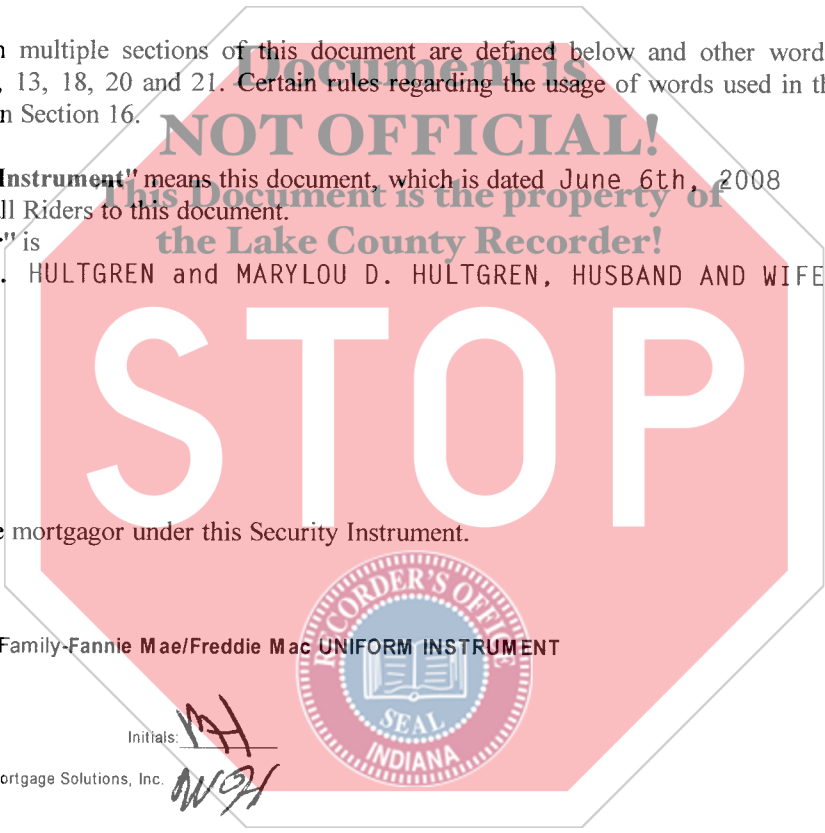 multiple sections of this document are defined below and other word
, 13, 18, 20 and 21. Certain rules regarding the usage of words used in th
n Section 16.
Document is
NOT OFFICIAL!
This Document is the property of
the Lake County Recorder!
Instrument" means this document, which is dated June 6th, 2008
ll Riders to this document.
" is
. HULTGREN and MARYLOU D. HULTGREN, HUSBAND AND WIFE
STOP
e mortgagor under this Security Instrument.
RECORDER'S OFFICE
SEAL
INDIANA
Family-Fannie Mae/Freddie Mac UNIFORM INSTRUMENT
Initials:
ortgage Solutions, Inc.